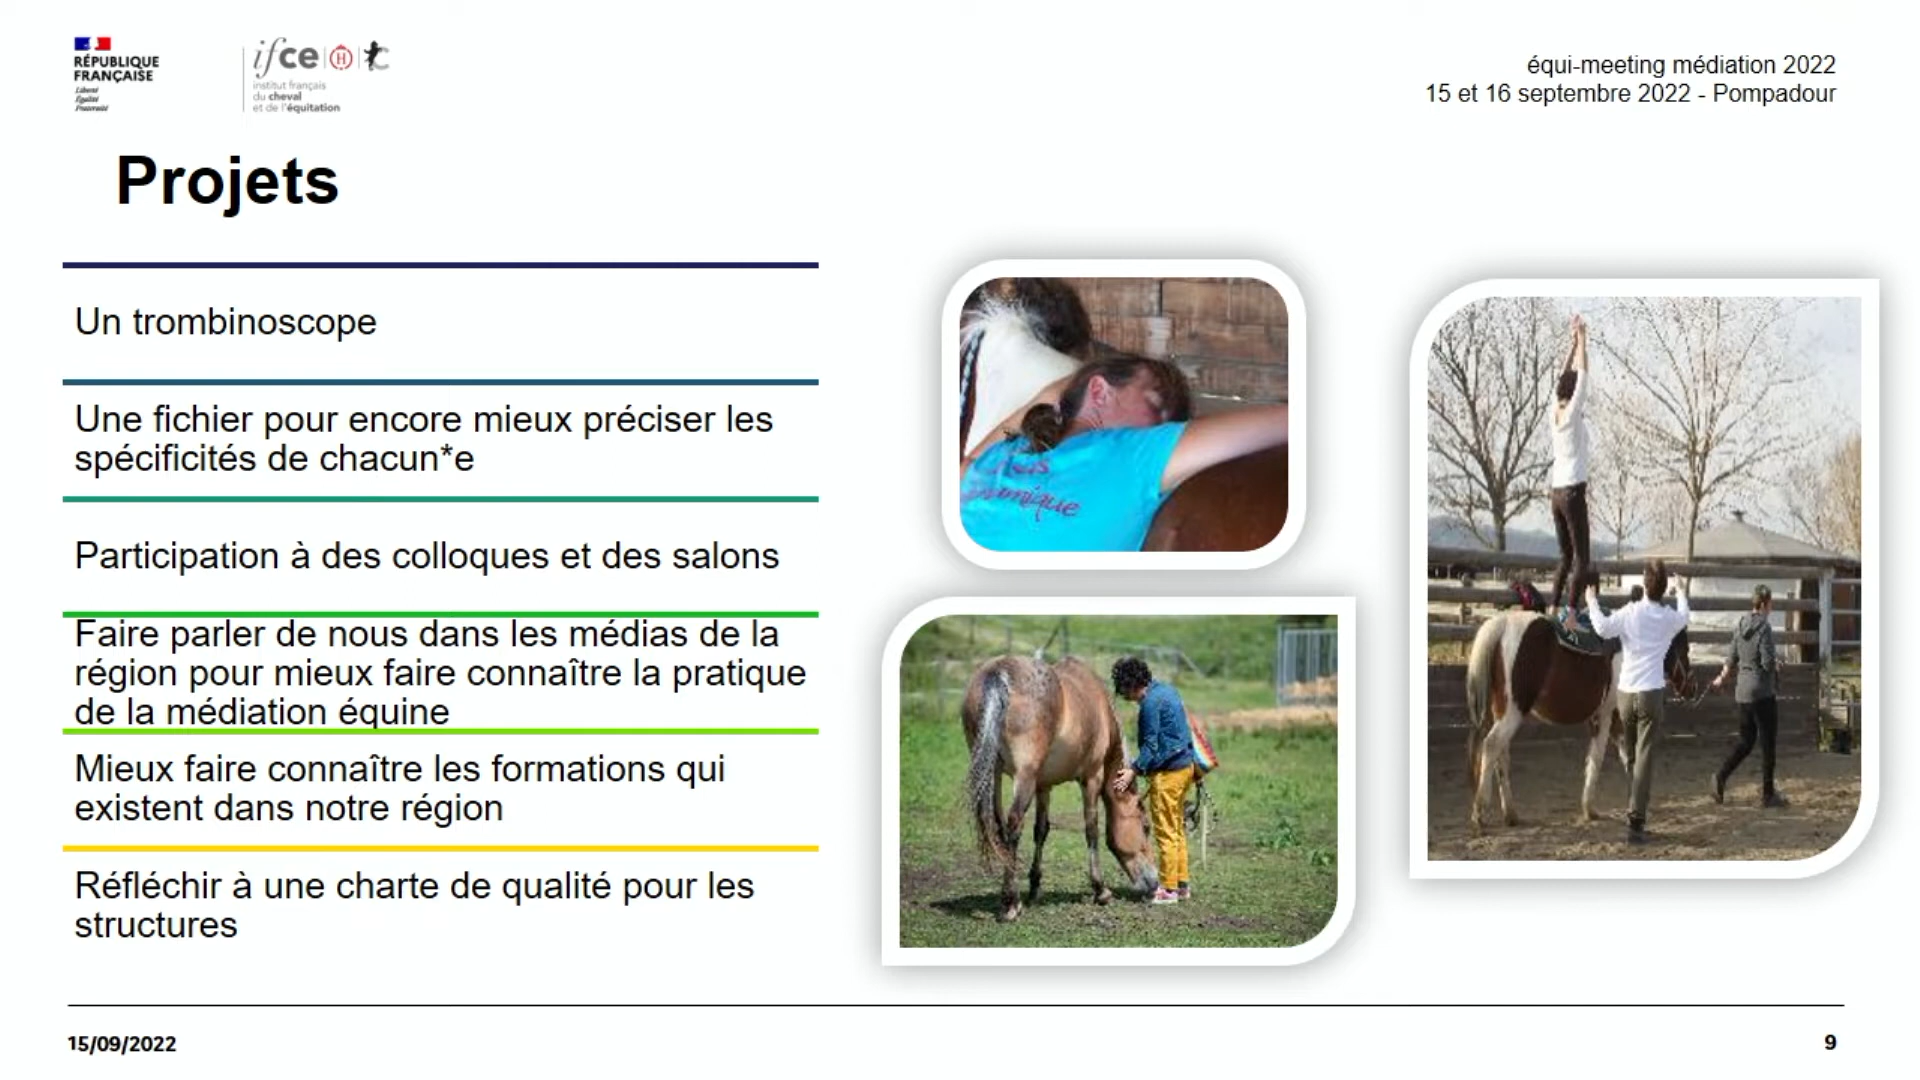 RÉPUBLIQUE
FRANÇAISE
Liberté
Égalité
Fraternité
ifce
institut français
du cheval
et de l'équitation
équi-meeting médiation 2022
15 et 16 septembre 2022 - Pompadour
Projets
Un trombinoscope
Une fichier pour encore mieux préciser les
spécificités de chacun*e
Participation à des colloques et des salons
Faire parler de nous dans les médias de la
région pour mieux faire connaître la pratique
de la médiation équine
Mieux faire connaître les formations qui
existent dans notre région
Réfléchir à une charte de qualité pour les
structures
15/09/2022
9